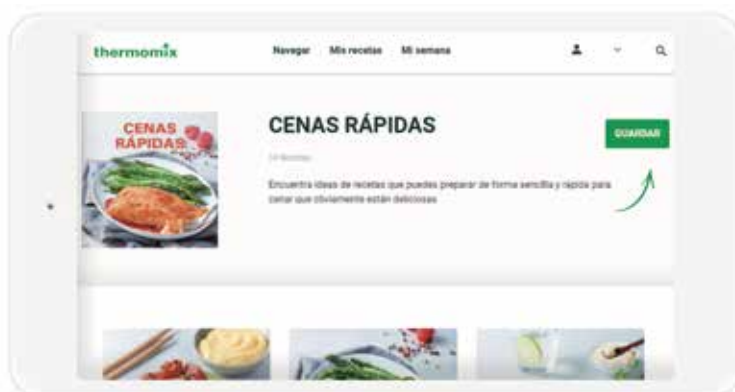 thermomix
Navegar Mis recetas Mi semana
CENAS
RÁPIDAS
CENAS RÁPIDAS
GUARDAR
Encuentra ideas de recetas que puedes preparar de forma sencilla y rápida para
cenar que obviamente están deliciosas